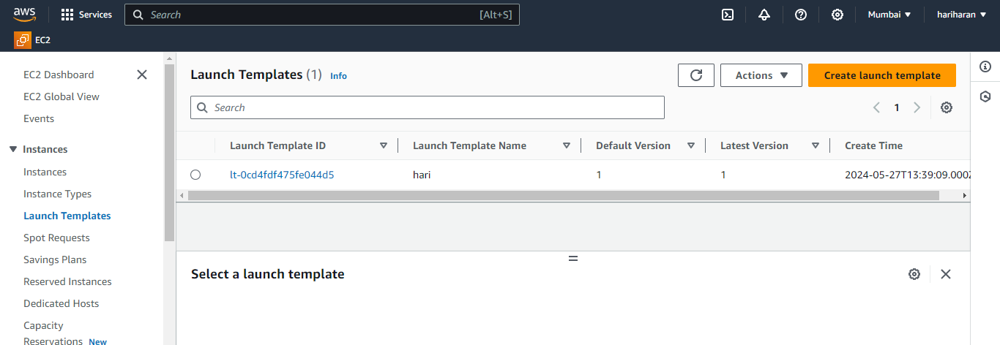 aws Services Search [Alt+S] Mumbai hariharan
EC2
EC2 Dashboard
EC2 Global View
Events
Instances
Instances
Instance Types
Launch Templates
Spot Requests
Savings Plans
Reserved Instances
Dedicated Hosts
Capacity
Reservations New
Launch Templates (1) Info Actions Create launch template
Search 1
Launch Template ID Launch Template Name Default Version Latest Version Create Time
lt-0cd4fdf475fe044d5 hari 1 1 2024-05-27T13:39:09.000Z
Select a launch template